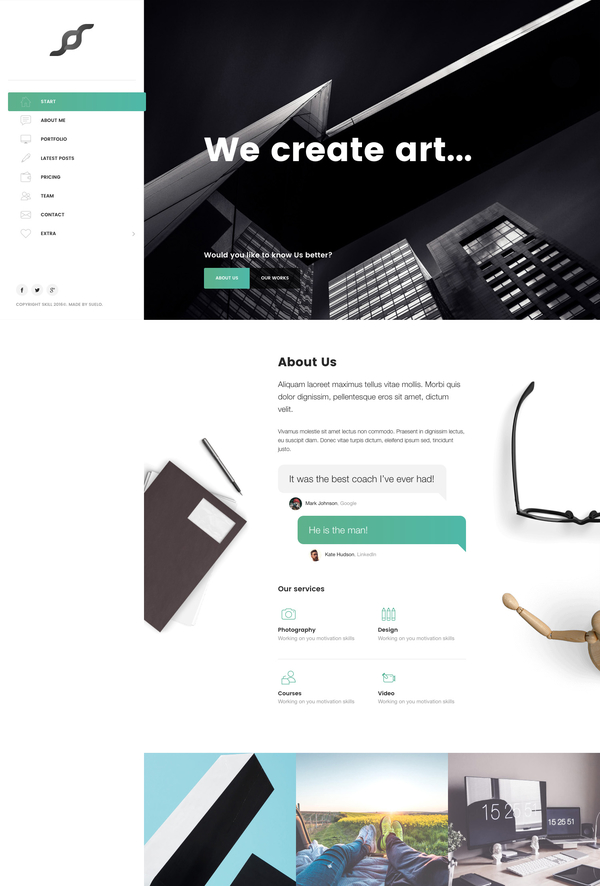 START
ABOUT ME
PORTFOLIO
LATEST POSTS
PRICING
TEAM
CONTACT
EXTRA
COPYRIGHT SKILL 2016©. MADE BY SUELO.
We create art...
Would you like to know Us better?
ABOUT US
OUR WORKS
About Us
Aliquam laoreet maximus tellus vitae mollis. Morbi quis
dolor dignissim, pellentesque eros sit amet, dictum
velit.
Vivamus molestie sit amet lectus non commodo. Praesent in dignissim lectus,
eu suscipit diam. Donec vitae turpis dictum, eleifend ipsum sed, tincidunt
justo.
It was the best coach I've ever had!
Mark Johnson, Google
He is the man!
Kate Hudson, LinkedIn
Our services
Photography
Working on you motivation skills
Design
Working on you motivation skills
Courses
Working on you motivation skills
Video
Working on you motivation skills
15 25 51
15 25 51